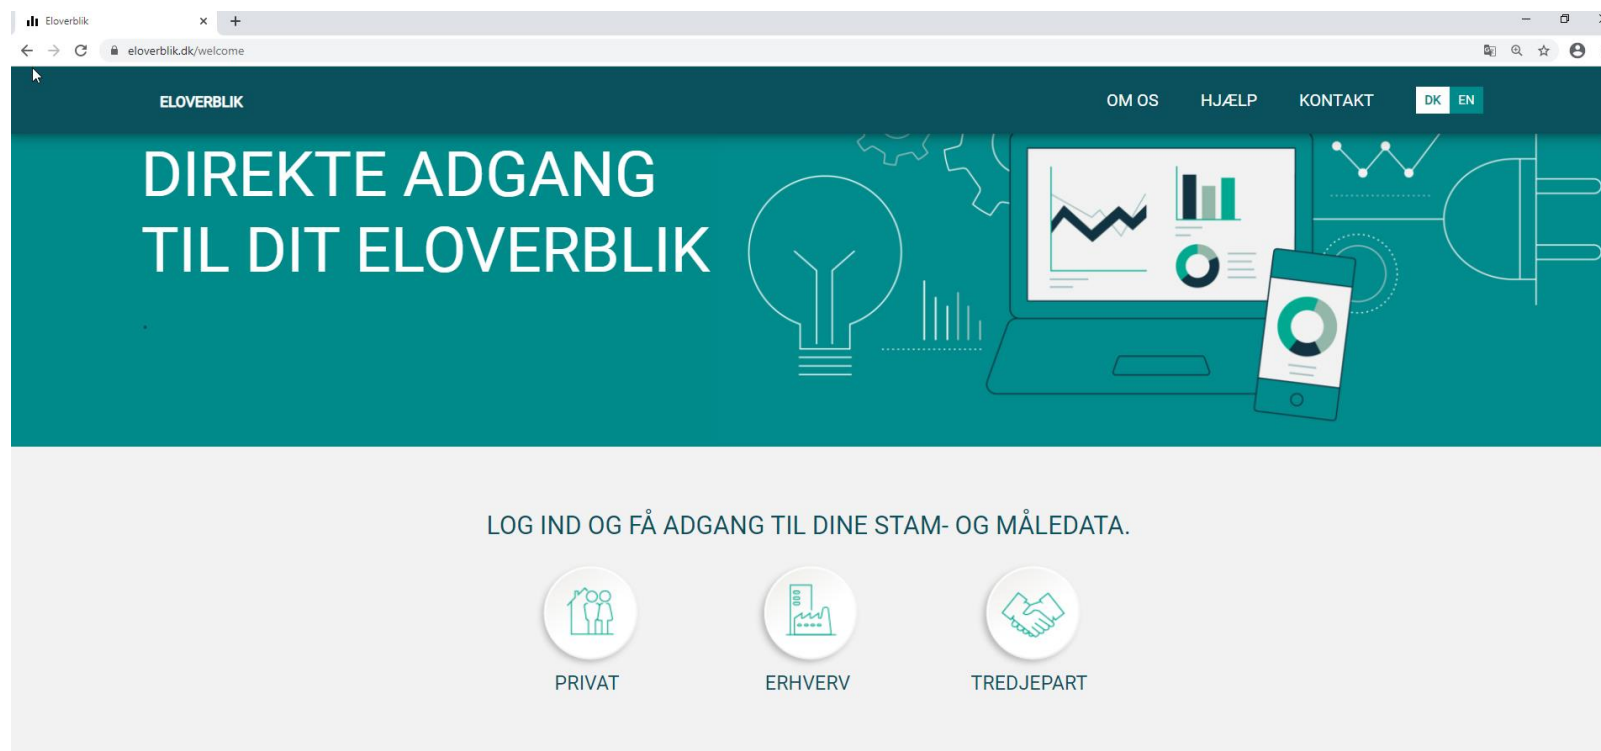 Eloverblik
eloverblik.dk/welcome
ELOVERBLIK
OM OS
HJÆLP
KONTAKT
DK
EN
DIREKTE ADGANG
TIL DIT ELOVERBLIK
LOG IND OG FÅ ADGANG TIL DINE STAM- OG MÅLEDATA.
PRIVAT
ERHVERV
TREDJEPART